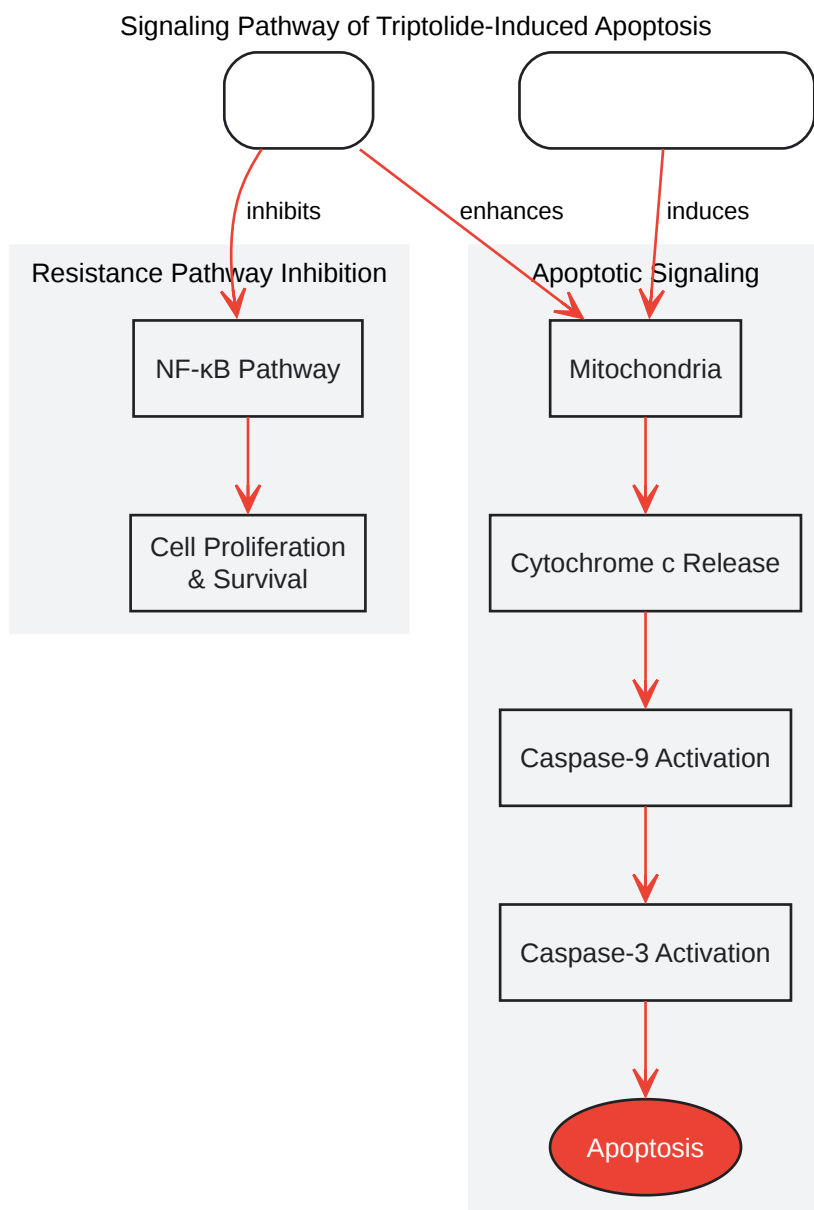 Signaling Pathway of Triptolide-Induced Apoptosis
inhibits
enhances
induces
Resistance Pathway Inhibition
NF-κB Pathway
Cell Proliferation
& Survival
Apoptotic Signaling
Mitochondria
Cytochrome c Release
Caspase-9 Activation
Caspase-3 Activation
Apoptosis